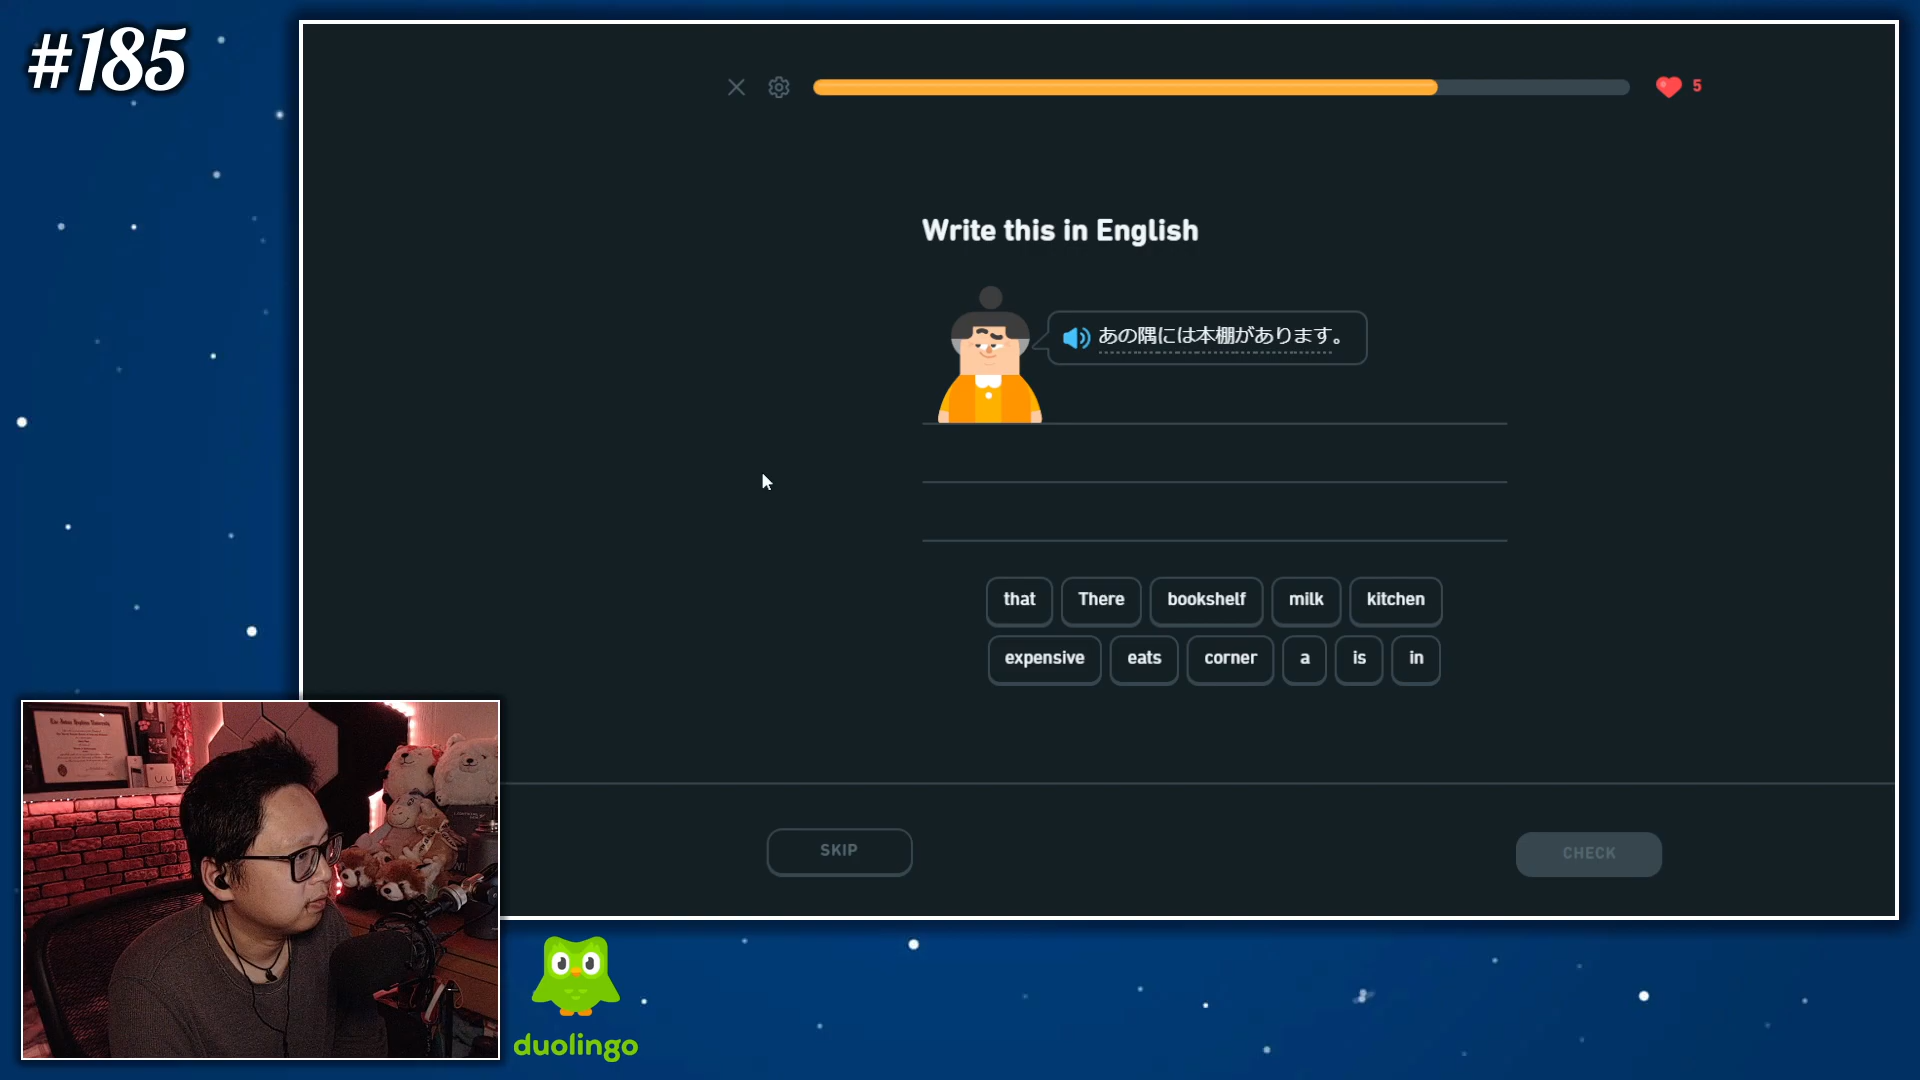 #185
5
Write this in English
あの隅には本棚があります。
that There bookshelf milk kitchen
expensive eats corner a is in
SKIP
CHECK
duolingo